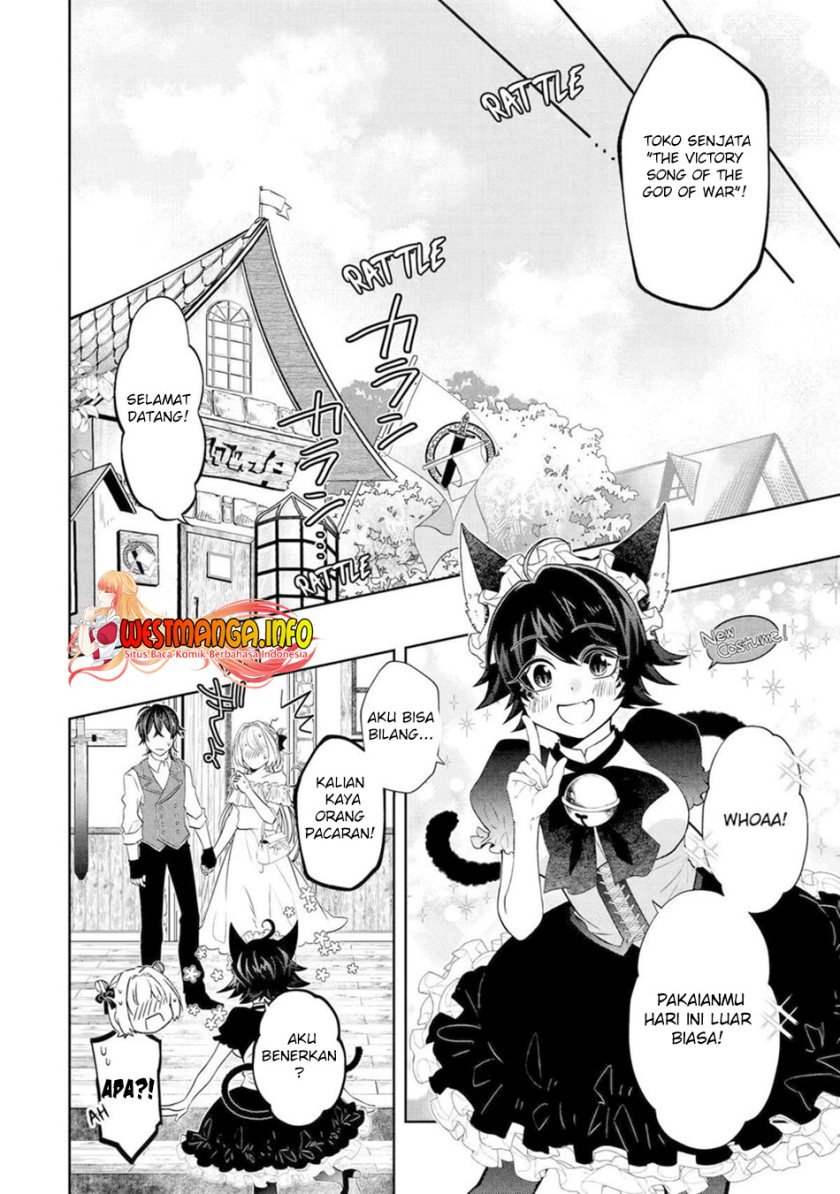 RATTLE
TOKO SENJATA
"THE VICTORY
SONG OF THE
GOD OF WAR"!
RATTLE
カラン
カラン
SELAMAT
DATANG!
RATTLE
WESTMANGA.INFO
Situs Baca Komik Berbahasa Indonesia
New
Costume!
WHOAA!
PAKAIANMU
HARI INI LUAR
BIASA!
AKU BISA
BILANG...
KALIAN
KAYA
ORANG
PACARAN!
AKU
BENERKAN
?
APA?!
AH